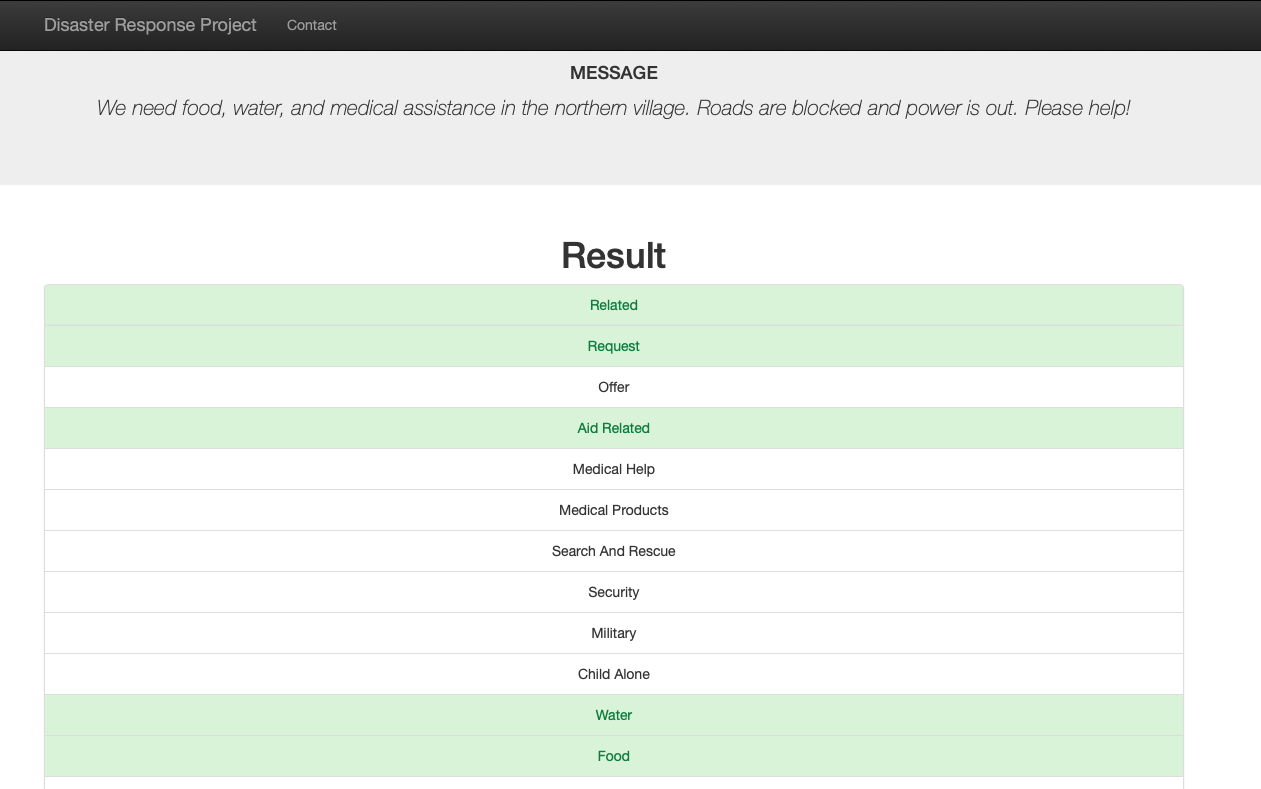 Disaster Response Project Contact
MESSAGE
We need food, water, and medical assistance in the northern village. Roads are blocked and power is out. Please help!
Result
Related
Request
Offer
Aid Related
Medical Help
Medical Products
Search And Rescue
Security
Military
Child Alone
Water
Food